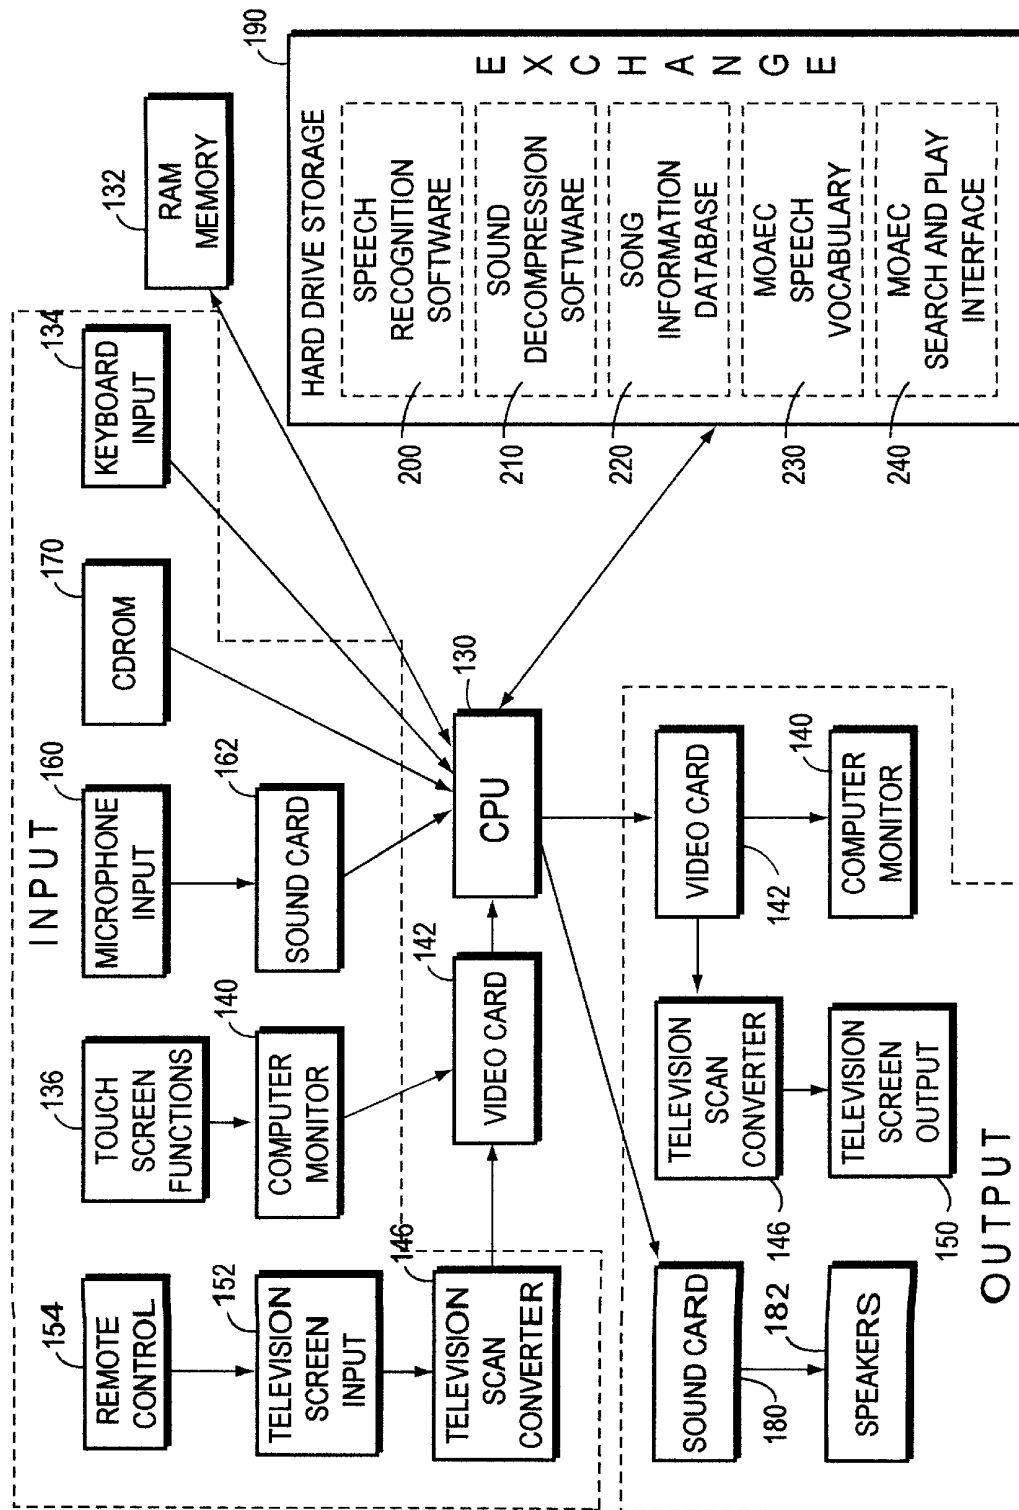 INPUT
154
REMOTE
CONTROL
152
TELEVISION
SCREEN
INPUT
146
TELEVISION
SCAN
CONVERTER
136
TOUCH
SCREEN
FUNCTIONS
140
COMPUTER
MONITOR
142
VIDEO CARD
160
MICROPHONE
INPUT
162
SOUND CARD
170
CDROM
134
KEYBOARD
INPUT
132
RAM
MEMORY
130
CPU
190
HARD DRIVE STORAGE
200
SPEECH
RECOGNITION
SOFTWARE
210
SOUND
DECOMPRESSION
SOFTWARE
220
SONG
INFORMATION
DATABASE
230
MOAEC
SPEECH
VOCABULARY
240
MOAEC
SEARCH AND PLAY
INTERFACE
EXCHANGE
VIDEO CARD
142
140
COMPUTER
MONITOR
TELEVISION
SCAN
CONVERTER
146
TELEVISION
SCREEN
OUTPUT
150
SOUND CARD
180
182
SPEAKERS
OUTPUT